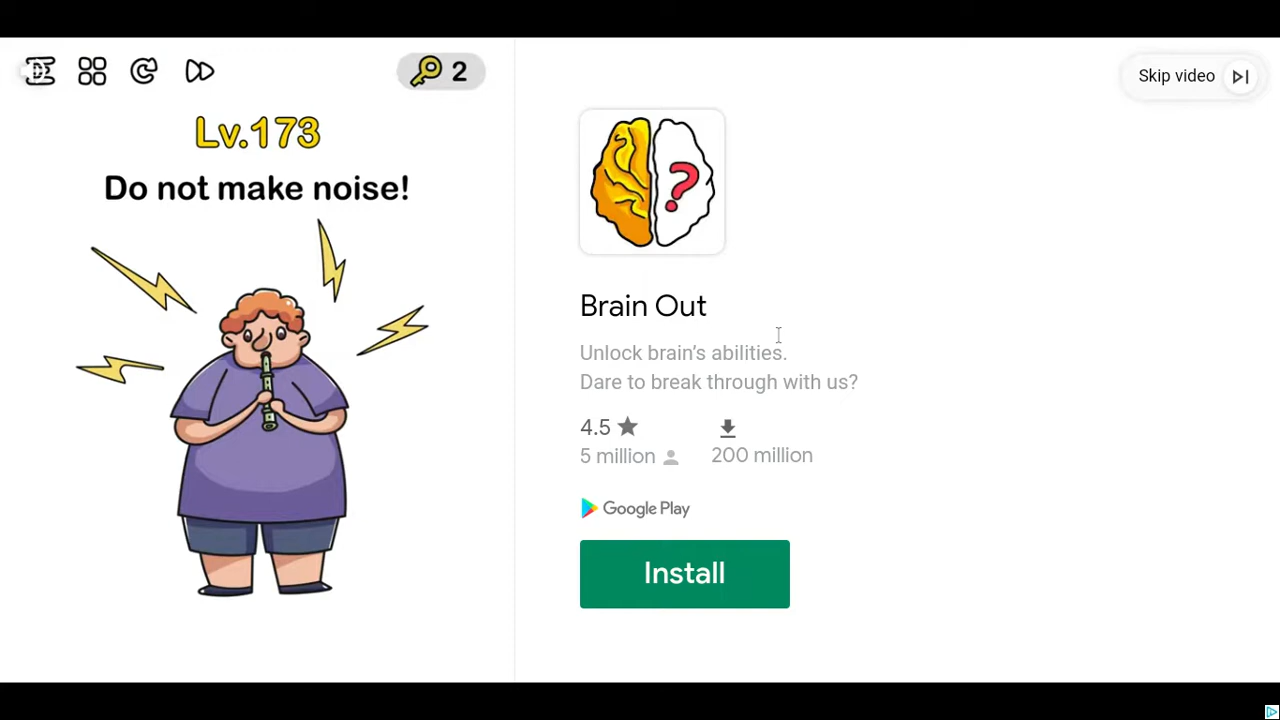 2
Lv.173
Do not make noise!
Skip video
?
Brain Out
Unlock brain's abilities.
Dare to break through with us?
4.5
5 million
200 million
Google Play
Install